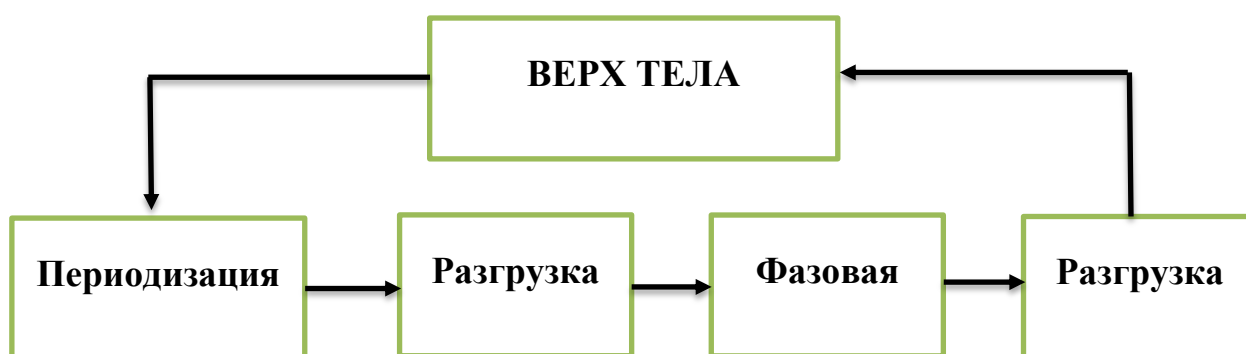 ВЕРХ ТЕЛА
Периодизация
Разгрузка
Фазовая
Разгрузка